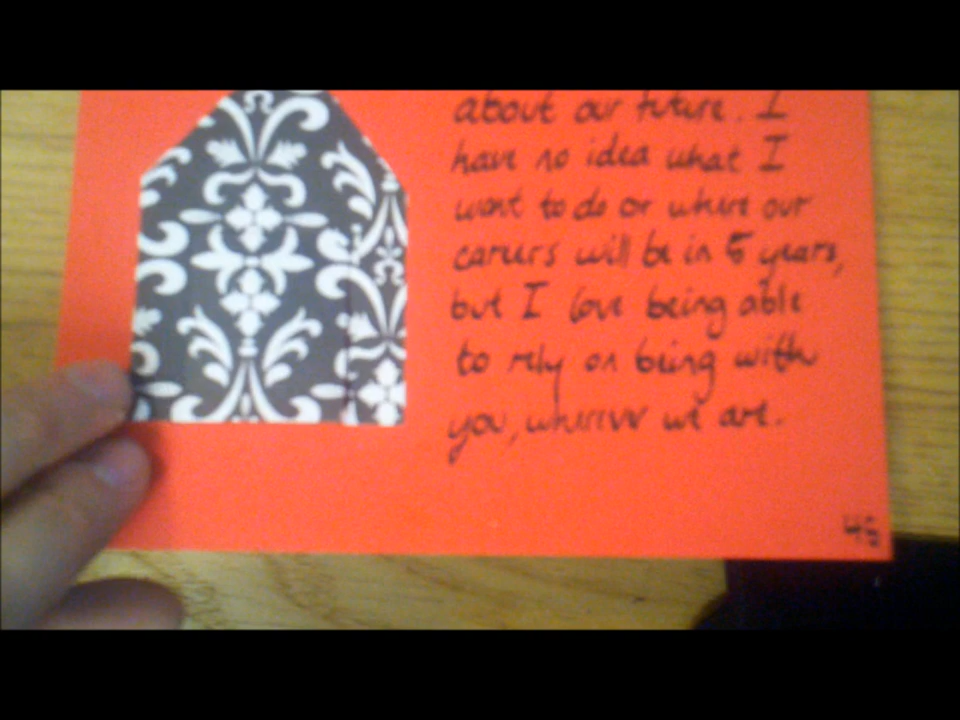 about our future. I
have no idea what I
want to do or where our
careers will be in 5 years,
but I love being able
to rely on being with
you, wherever we are.
45